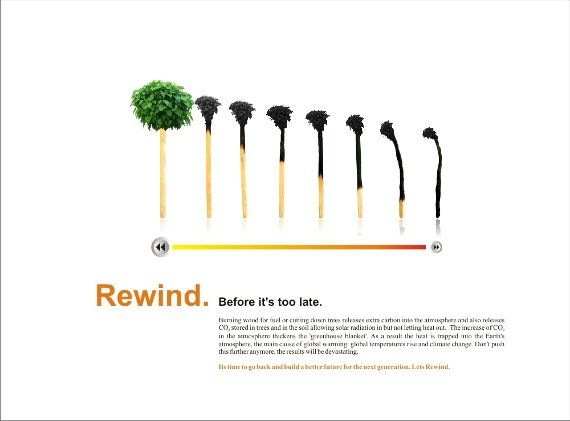 Rewind. Before it's too late.
Burning wood for fuel or cutting down trees releases extra carbon into the atmosphere and also releases
CO₂ stored in trees and in the soil allowing solar radiation in but not letting heat out. The increase of CO₂
in the atmosphere thickens the 'greenhouse blanket'. As a result the heat is trapped into the Earth's
atmosphere, the main cause of global warming: global temperatures rise and climate change. Don't push
this further anymore, the results will be devastating.
Its time to go back and build a better future for the next generation. Lets Rewind.